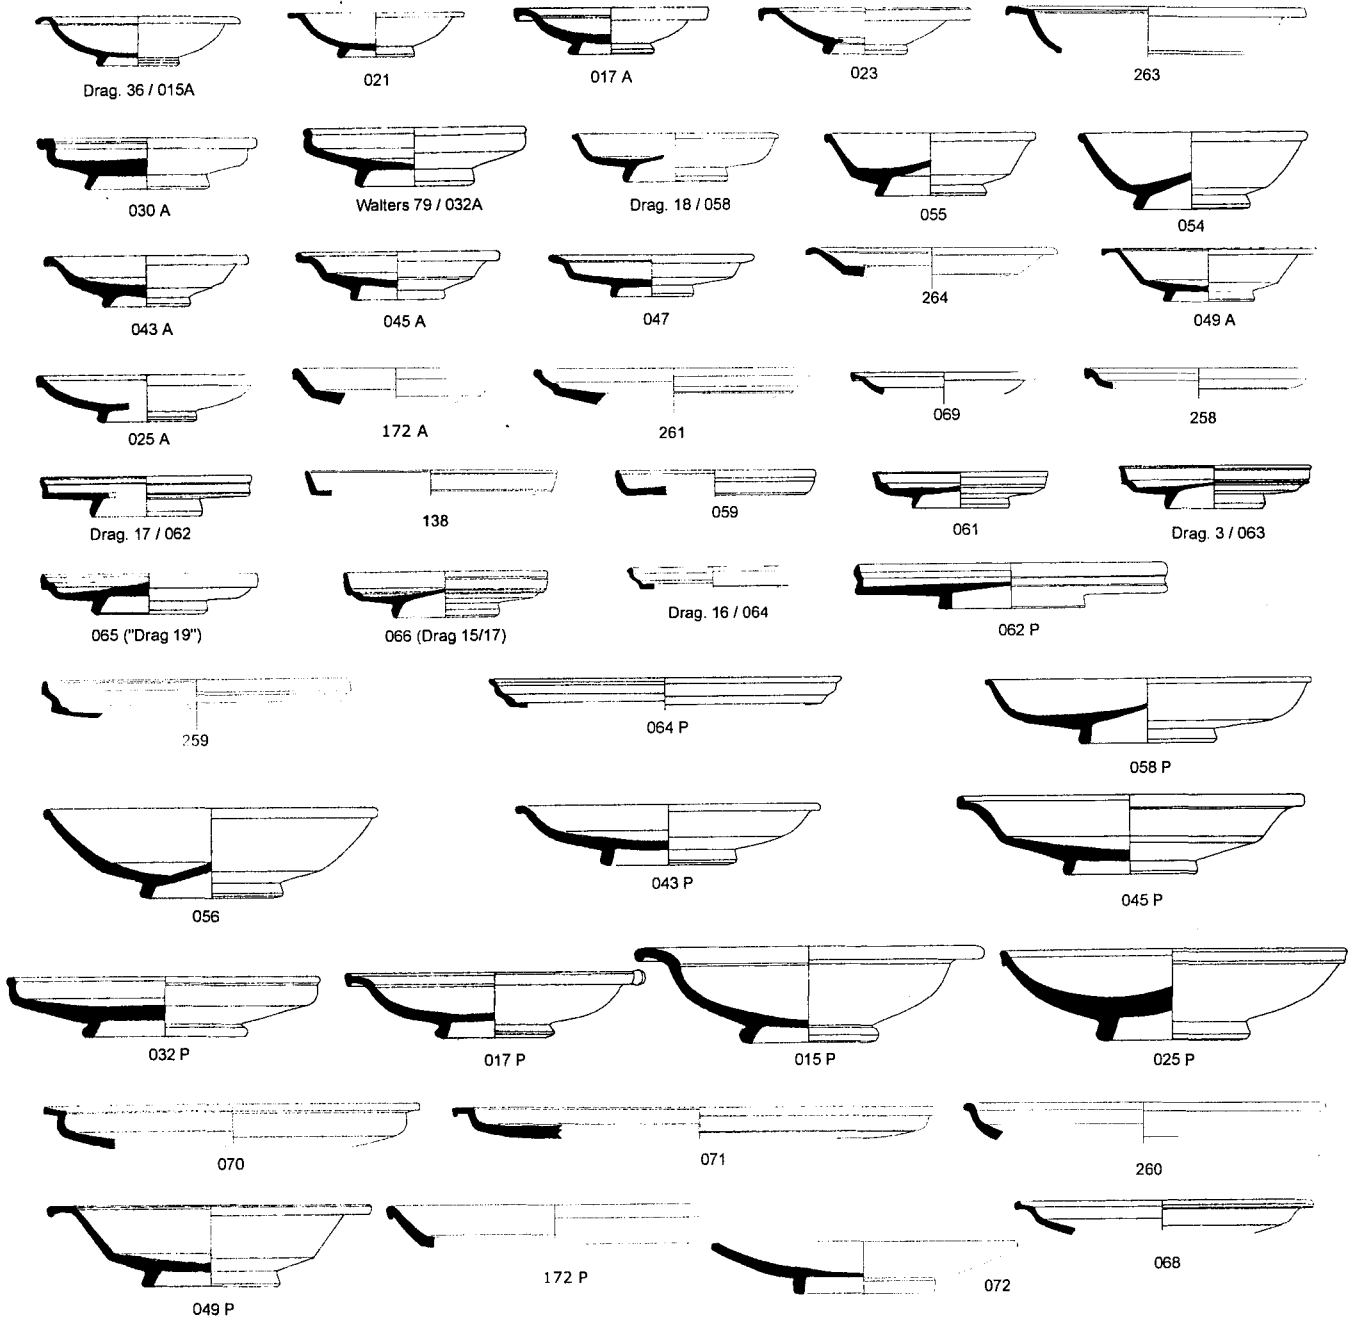 Drag. 36 / 015A
021
017 A
023
263
030 A
Walters 79 / 032A
Drag. 18 / 058
055
054
043 A
045 A
047
264
049 A
025 A
172 A
261
069
258
Drag. 17 / 062
138
059
061
Drag. 3 / 063
065 ("Drag 19")
066 (Drag 15/17)
Drag. 16 / 064
062 P
259
064 P
058 P
056
043 P
045 P
032 P
017 P
015 P
025 P
070
071
260
049 P
172 P
072
068